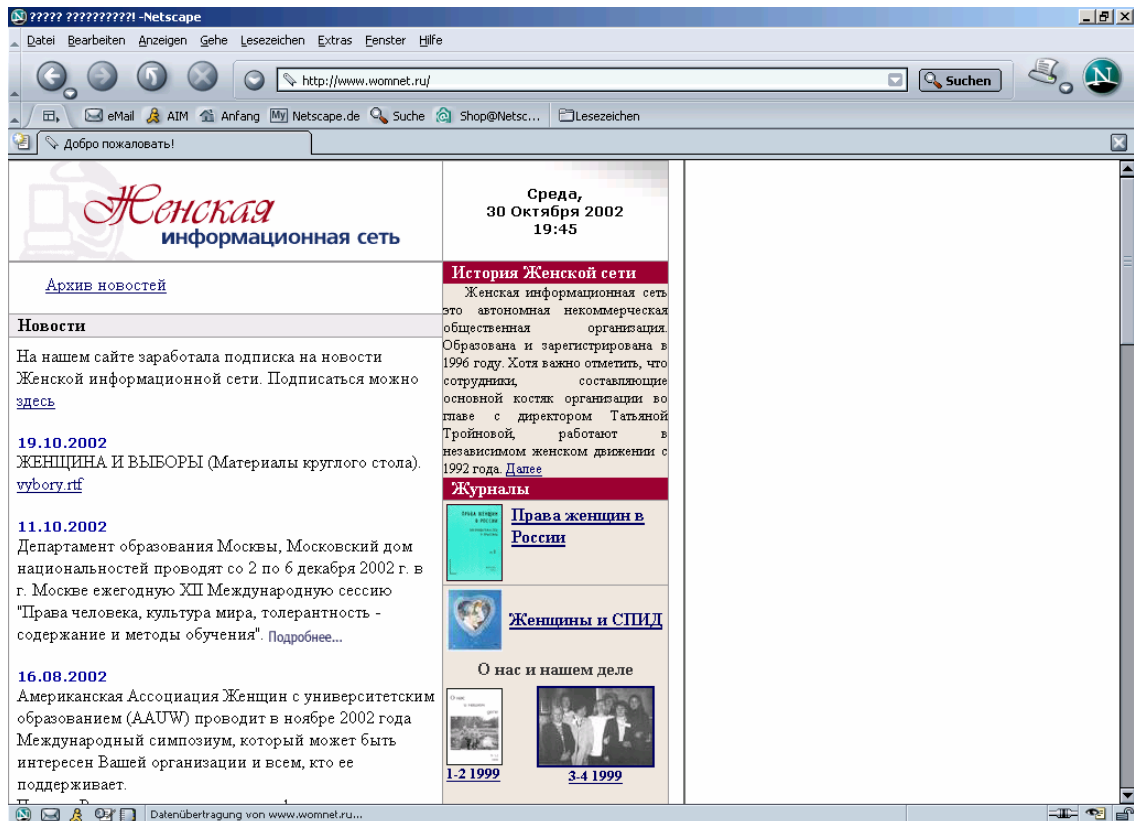 ????? ??????????! -Netscape
Datei Bearbeiten Anzeigen Gehe Lesezeichen Extras Fenster Hilfe
http://www.womnet.ru/
Suchen
N
eMail AIM Anfang My Netscape.de Suche Shop@Netsc... Lesezeichen
Добро пожаловать!
Женская
информационная сеть
Среда,
30 Октября 2002
19:45
Архив новостей
Новости
На нашем сайте заработала подписка на новости
Женской информационной сети. Подписаться можно
здесь
19.10.2002
ЖЕНЩИНА И ВЫБОРЫ (Материалы круглого стола).
vybory.rtf
11.10.2002
Департамент образования Москвы, Московский дом
национальностей проводят со 2 по 6 декабря 2002 г. в
г. Москве ежегодную XII Международную сессию
"Права человека, культура мира, толерантность -
содержание и методы обучения". Подробнее...
16.08.2002
Американская Ассоциация Женщин с университетским
образованием (AAUW) проводит в ноябре 2002 года
Международный симпозиум, который может быть
интересен Вашей организации и всем, кто ее
поддерживает.
История Женской сети
Женская информационная сеть
это автономная некоммерческая
общественная организация.
Образована и зарегистрирована в
1996 году. Хотя важно отметить, что
сотрудники, составляющие
основной костяк организации во
главе с директором Татьяной
Тройновой, работают в
независимом женском движении с
1992 года. Далее
Журналы
ПРАВА ЖЕНЩИН
В РОССИИ
Права женщин в
России
Женщины и СПИД
О нас и нашем деле
О нас
и нашем
деле
1-2 1999
3-4 1999
Datenübertragung von www.womnet.ru...